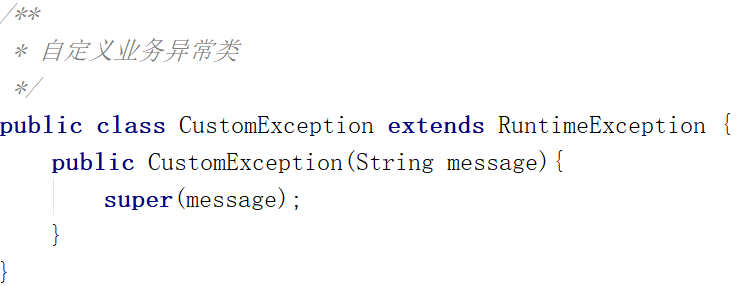 /**
 * 自定义业务异常类
 */
public class CustomException extends RuntimeException {
    public CustomException(String message){
        super(message);
    }
}